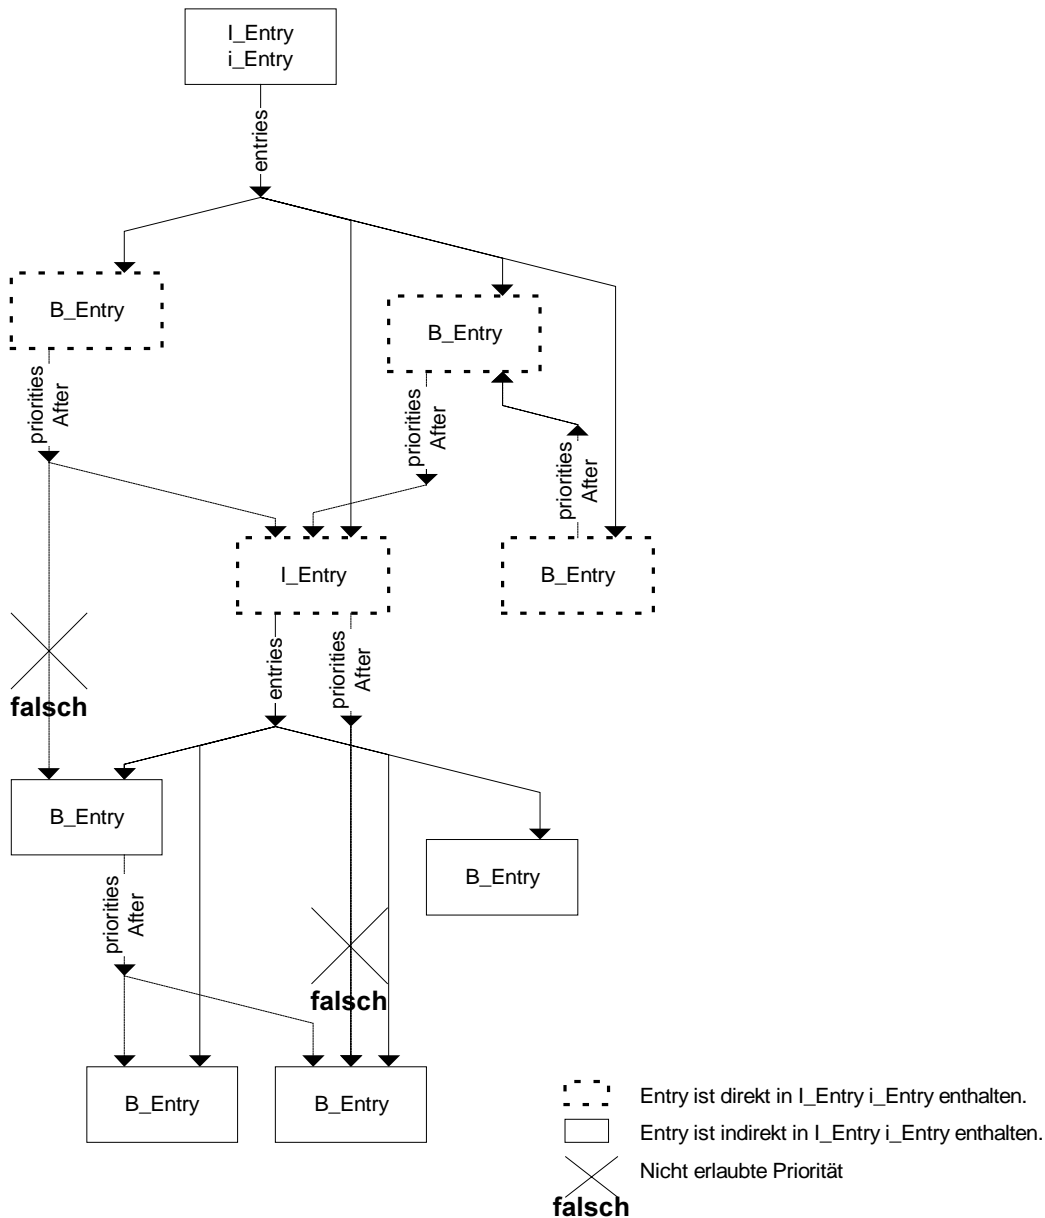 I_Entry
i_Entry
entries
B_Entry
B_Entry
priorities
After
priorities
After
priorities
After
I_Entry
B_Entry
entries
priorities
After
falsch
B_Entry
B_Entry
priorities
After
falsch
B_Entry
B_Entry
Entry ist direkt in I_Entry i_Entry enthalten.
Entry ist indirekt in I_Entry i_Entry enthalten.
Nicht erlaubte Priorität
falsch